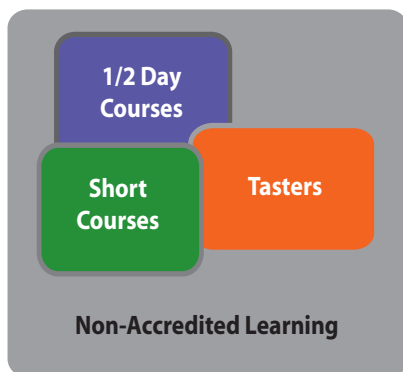 1/2 Day
Courses
Short
Courses
Tasters
Non-Accredited Learning